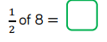 1/2 of 8 =